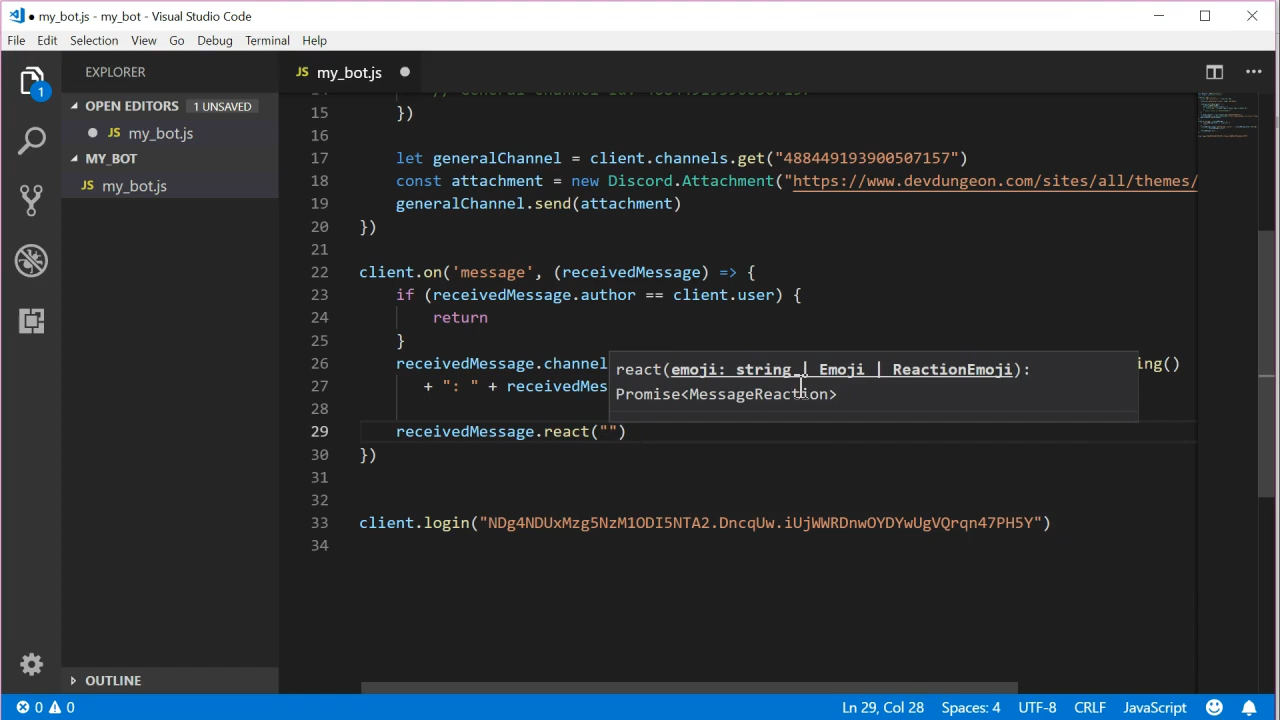 my_bot.js - my_bot - Visual Studio Code
File Edit Selection View Go Debug Terminal Help
EXPLORER
OPEN EDITORS 1 UNSAVED
JS my_bot.js
MY_BOT
JS my_bot.js
OUTLINE
1
JS my_bot.js
15 })
16
17 let generalChannel = client.channels.get("488449193900507157")
18 const attachment = new Discord.Attachment("https://www.devdungeon.com/sites/all/themes/
19 generalChannel.send(attachment)
20 })
21
22 client.on('message', (receivedMessage) => {
23 if (receivedMessage.author == client.user) {
24 return
25 }
26 receivedMessage.channel ing()
27 + ": " + receivedMes
28
29 receivedMessage.react("")
30 })
31
32
33 client.login("NDg4NDUxMzg5NzM1ODI5NTA2.DncqUw.iUjWWRDnwOYDYwUgVQrqn47PH5Y")
34
react(emoji: string | Emoji | ReactionEmoji):
Promise<MessageReaction>
0 0
Ln 29, Col 28 Spaces: 4 UTF-8 CRLF JavaScript